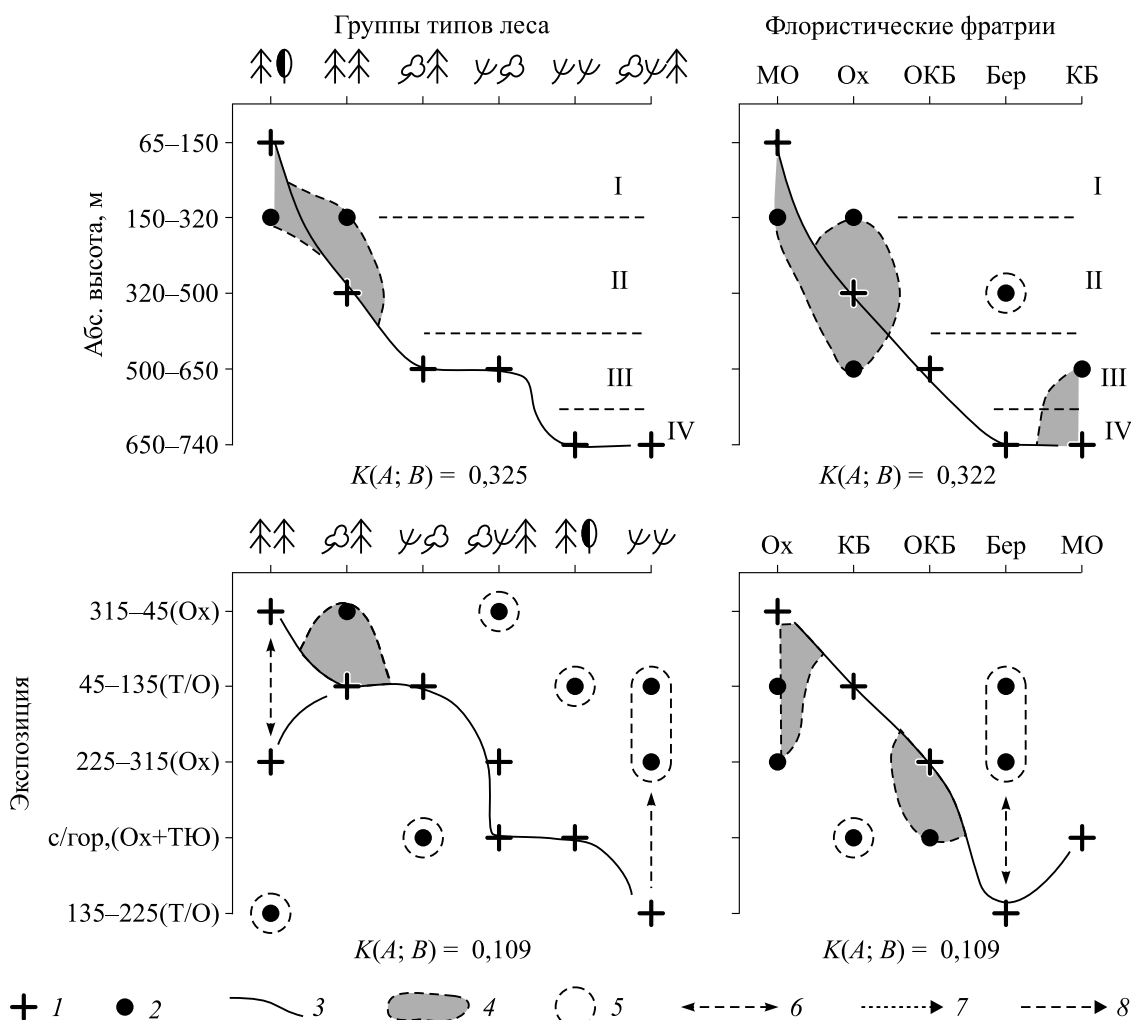 Группы типов леса
Флористические фратрии
МО Ох ОКБ Бер КБ
Абс. высота, м
65–150
150–320
320–500
500–650
650–740
I
II
III
IV
I
II
III
IV
K(A; B) = 0,325
K(A; B) = 0,322
Ох КБ ОКБ Бер МО
Экспозиция
315–45(Ох)
45–135(Т/О)
225–315(Ох)
с/гор,(Ох+ТЮ)
135–225(Т/О)
K(A; B) = 0,109
K(A; B) = 0,109
1 2 3 4 5 6 7 8